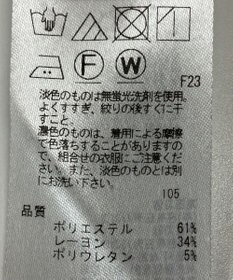 F W
F23
淡色のものは無蛍光洗剤を使用。
よくすすぎ、絞りの後すぐに干
すこと。
濃色のものは、着用による摩擦
で色落ちすることがありますの
で、組合せの衣服にご注意くだ
さい。また、淡色のものとは別
にお洗い下さい。
105
品質
ポリエステル 61%
レーヨン 34%
ポリウレタン 5%